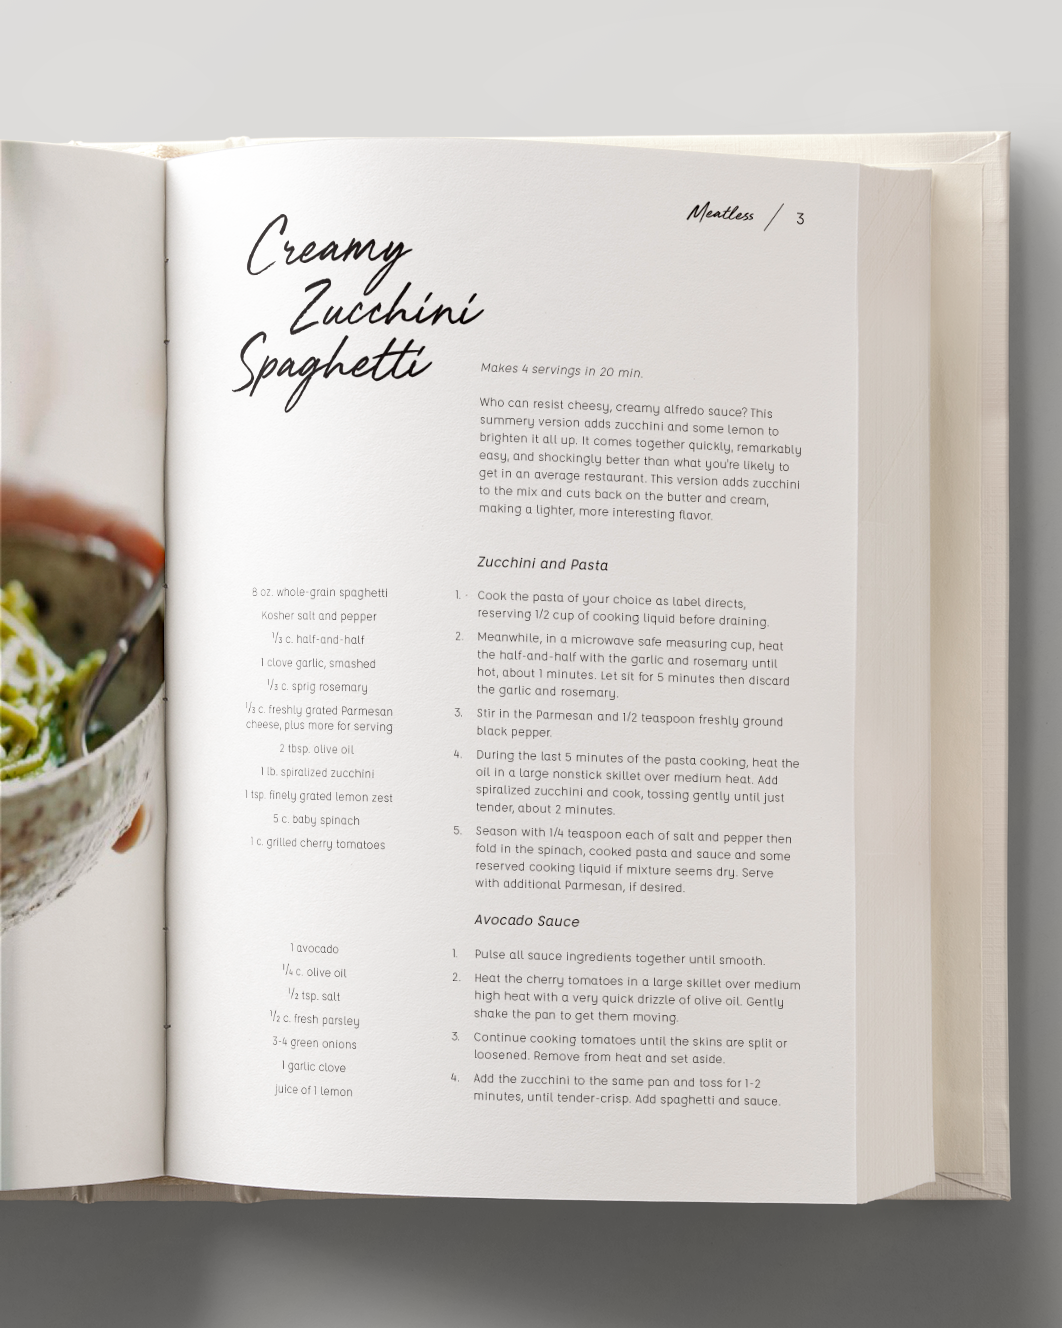 Meatless / 3
Creamy
Zucchini
Spaghetti
Makes 4 servings in 20 min.
Who can resist cheesy, creamy alfredo sauce? This
summery version adds zucchini and some lemon to
brighten it all up. It comes together quickly, remarkably
easy, and shockingly better than what you're likely to
get in an average restaurant. This version adds zucchini
to the mix and cuts back on the butter and cream,
making a lighter, more interesting flavor.
8 oz. whole-grain spaghetti
Kosher salt and pepper
1/3 c. half-and-half
1 clove garlic, smashed
1/3 c. sprig rosemary
1/3 c. freshly grated Parmesan
cheese, plus more for serving
2 tbsp. olive oil
1 lb. spiralized zucchini
1 tsp. finely grated lemon zest
5 c. baby spinach
1 c. grilled cherry tomatoes
Zucchini and Pasta
1. Cook the pasta of your choice as label directs,
reserving 1/2 cup of cooking liquid before draining.
2. Meanwhile, in a microwave safe measuring cup, heat
the half-and-half with the garlic and rosemary until
hot, about 1 minutes. Let sit for 5 minutes then discard
the garlic and rosemary.
3. Stir in the Parmesan and 1/2 teaspoon freshly ground
black pepper.
4. During the last 5 minutes of the pasta cooking, heat the
oil in a large nonstick skillet over medium heat. Add
spiralized zucchini and cook, tossing gently until just
tender, about 2 minutes.
5. Season with 1/4 teaspoon each of salt and pepper then
fold in the spinach, cooked pasta and sauce and some
reserved cooking liquid if mixture seems dry. Serve
with additional Parmesan, if desired.
1 avocado
1/4 c. olive oil
1/2 tsp. salt
1/2 c. fresh parsley
3-4 green onions
1 garlic clove
juice of 1 lemon
Avocado Sauce
1. Pulse all sauce ingredients together until smooth.
2. Heat the cherry tomatoes in a large skillet over medium
high heat with a very quick drizzle of olive oil. Gently
shake the pan to get them moving.
3. Continue cooking tomatoes until the skins are split or
loosened. Remove from heat and set aside.
4. Add the zucchini to the same pan and toss for 1-2
minutes, until tender-crisp. Add spaghetti and sauce.